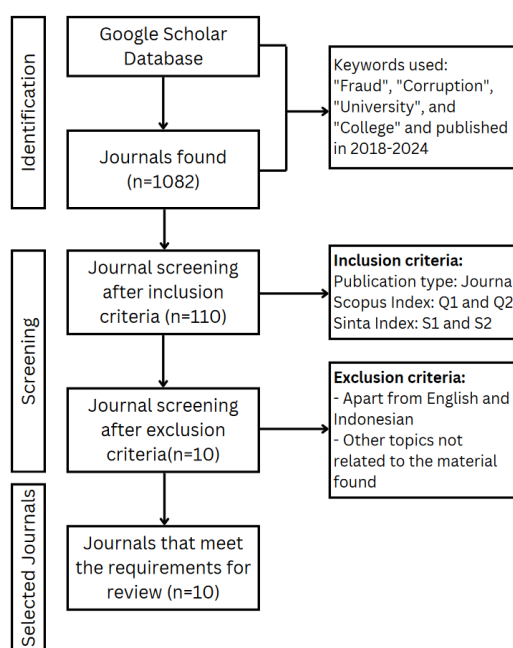 Identification
Google Scholar
Database
Journals found
(n=1082)
Keywords used:
"Fraud", "Corruption",
"University", and
"College" and published
in 2018-2024
Screening
Journal screening
after inclusion
criteria (n=110)
Inclusion criteria:
Publication type: Journa
Scopus Index: Q1 and Q2
Sinta Index: S1 and S2
Journal screening
after exclusion
criteria(n=10)
Exclusion criteria:
- Apart from English and
Indonesian
- Other topics not
related to the material
found
Selected Journals
Journals that meet
the requirements for
review (n=10)